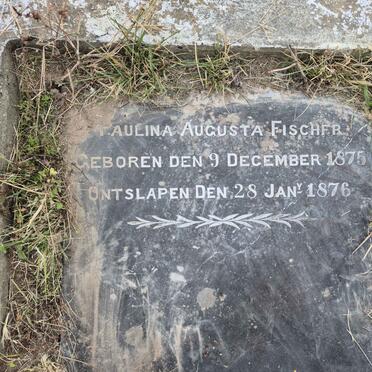 PAULINA AUGUSTA FISCHER
GEBOREN DEN 9 DECEMBER 1875
ONTSLAPEN DEN 28 JANY 1876